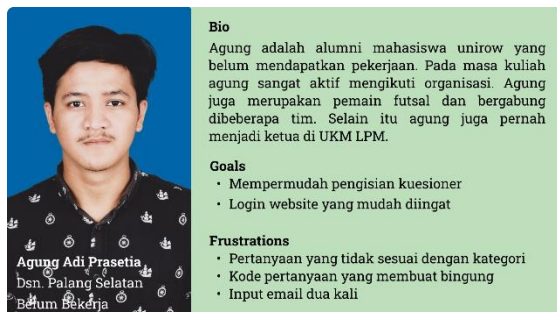 Agung Adi Prasetia
Dsn. Palang Selatan
Belum Bekerja
Bio
Agung adalah alumni mahasiswa unirow yang
belum mendapatkan pekerjaan. Pada masa kuliah
agung sangat aktif mengikuti organisasi. Agung
juga merupakan pemain futsal dan bergabung
dibeberapa tim. Selain itu agung juga pernah
menjadi ketua di UKM LPM.
Goals
• Mempermudah pengisian kuesioner
• Login website yang mudah diingat
Frustrations
• Pertanyaan yang tidak sesuai dengan kategori
• Kode pertanyaan yang membuat bingung
• Input email dua kali